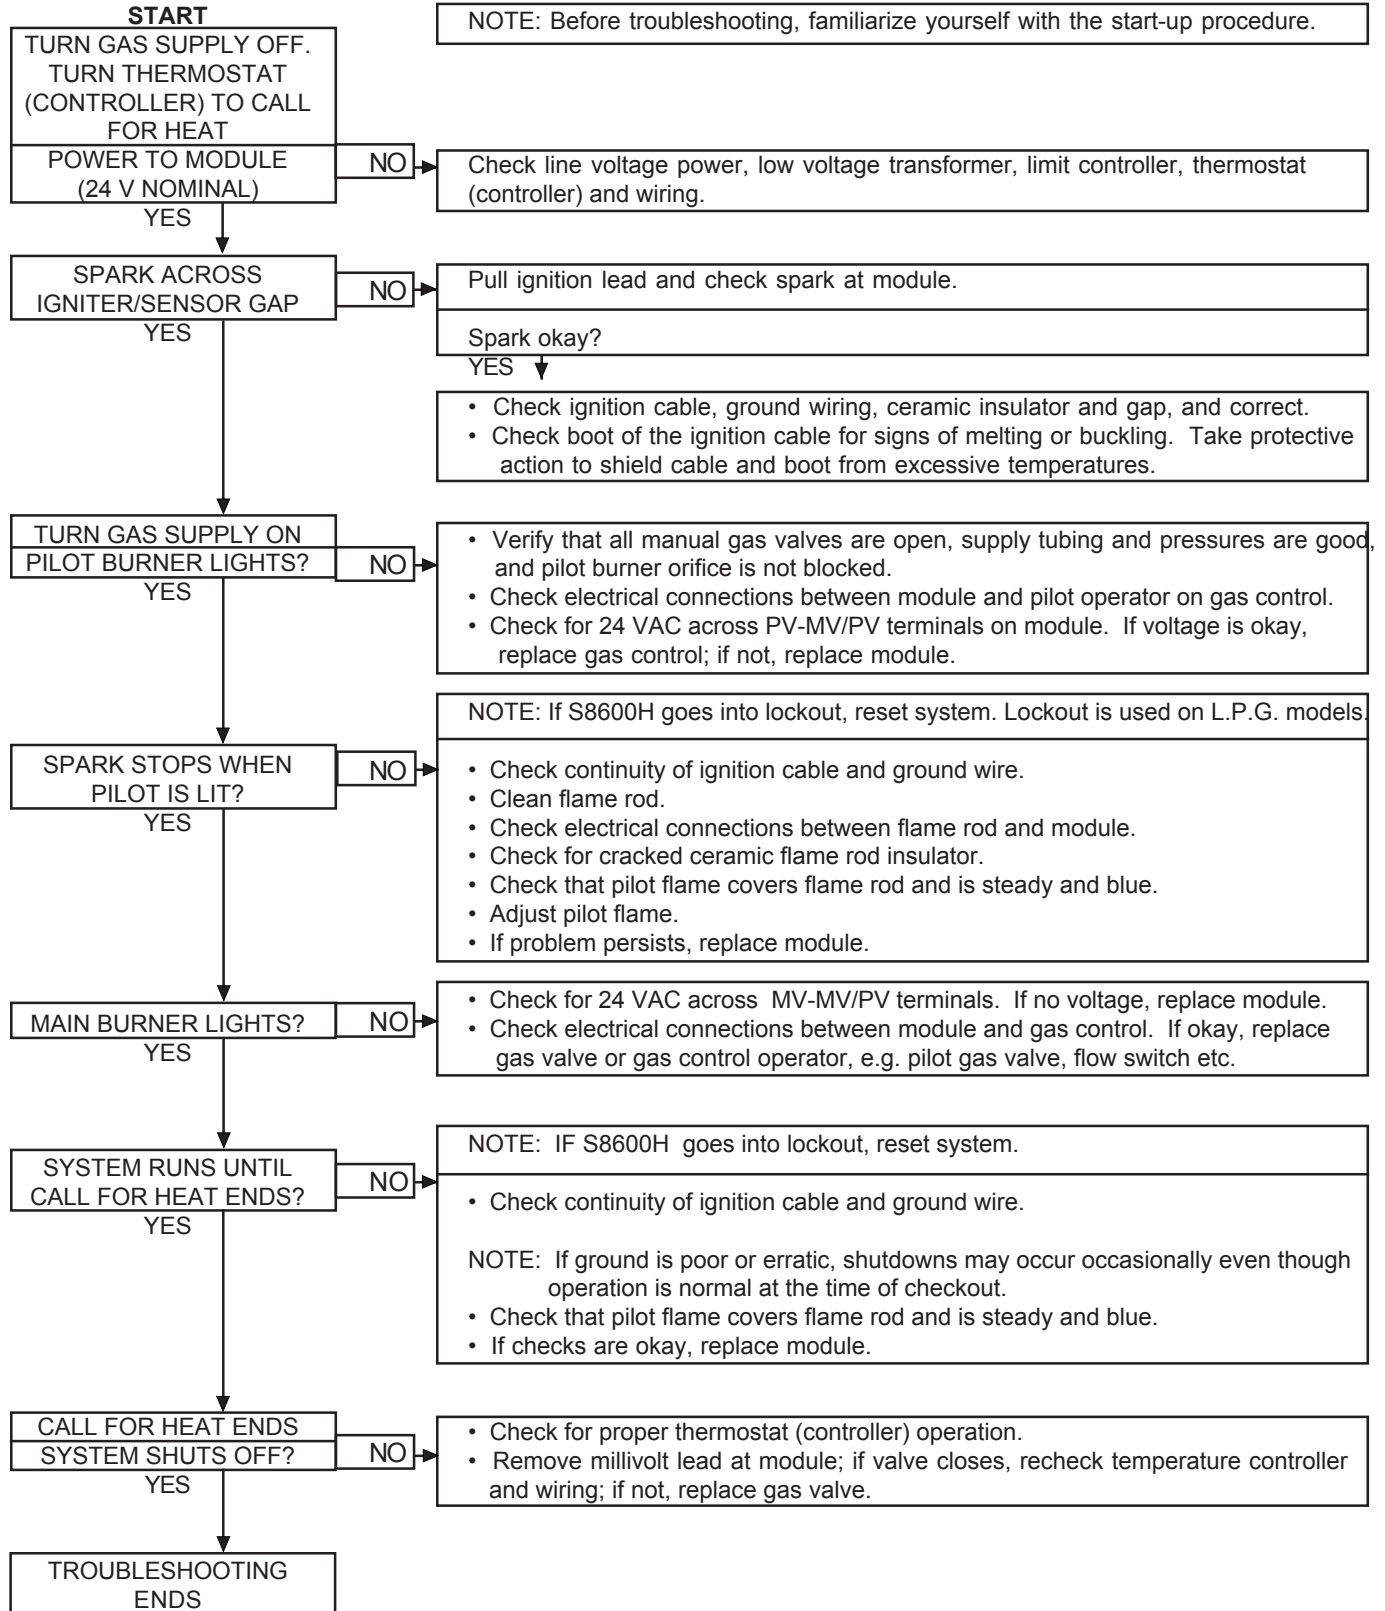 START
NOTE: Before troubleshooting, familiarize yourself with the start-up procedure.
TURN GAS SUPPLY OFF.
TURN THERMOSTAT
(CONTROLLER) TO CALL
FOR HEAT
POWER TO MODULE
(24 V NOMINAL)
NO
Check line voltage power, low voltage transformer, limit controller, thermostat
(controller) and wiring.
YES
SPARK ACROSS
IGNITER/SENSOR GAP
NO
Pull ignition lead and check spark at module.
Spark okay?
YES
YES
• Check ignition cable, ground wiring, ceramic insulator and gap, and correct.
• Check boot of the ignition cable for signs of melting or buckling. Take protective
action to shield cable and boot from excessive temperatures.
TURN GAS SUPPLY ON
PILOT BURNER LIGHTS?
NO
• Verify that all manual gas valves are open, supply tubing and pressures are good,
and pilot burner orifice is not blocked.
• Check electrical connections between module and pilot operator on gas control.
• Check for 24 VAC across PV-MV/PV terminals on module. If voltage is okay,
replace gas control; if not, replace module.
YES
NOTE: If S8600H goes into lockout, reset system. Lockout is used on L.P.G. models.
SPARK STOPS WHEN
PILOT IS LIT?
NO
• Check continuity of ignition cable and ground wire.
• Clean flame rod.
• Check electrical connections between flame rod and module.
• Check for cracked ceramic flame rod insulator.
• Check that pilot flame covers flame rod and is steady and blue.
• Adjust pilot flame.
• If problem persists, replace module.
YES
MAIN BURNER LIGHTS?
NO
• Check for 24 VAC across MV-MV/PV terminals. If no voltage, replace module.
• Check electrical connections between module and gas control. If okay, replace
gas valve or gas control operator, e.g. pilot gas valve, flow switch etc.
YES
NOTE: IF S8600H goes into lockout, reset system.
SYSTEM RUNS UNTIL
CALL FOR HEAT ENDS?
NO
• Check continuity of ignition cable and ground wire.
NOTE: If ground is poor or erratic, shutdowns may occur occasionally even though
operation is normal at the time of checkout.
• Check that pilot flame covers flame rod and is steady and blue.
• If checks are okay, replace module.
YES
CALL FOR HEAT ENDS
SYSTEM SHUTS OFF?
NO
• Check for proper thermostat (controller) operation.
• Remove millivolt lead at module; if valve closes, recheck temperature controller
and wiring; if not, replace gas valve.
YES
TROUBLESHOOTING
ENDS